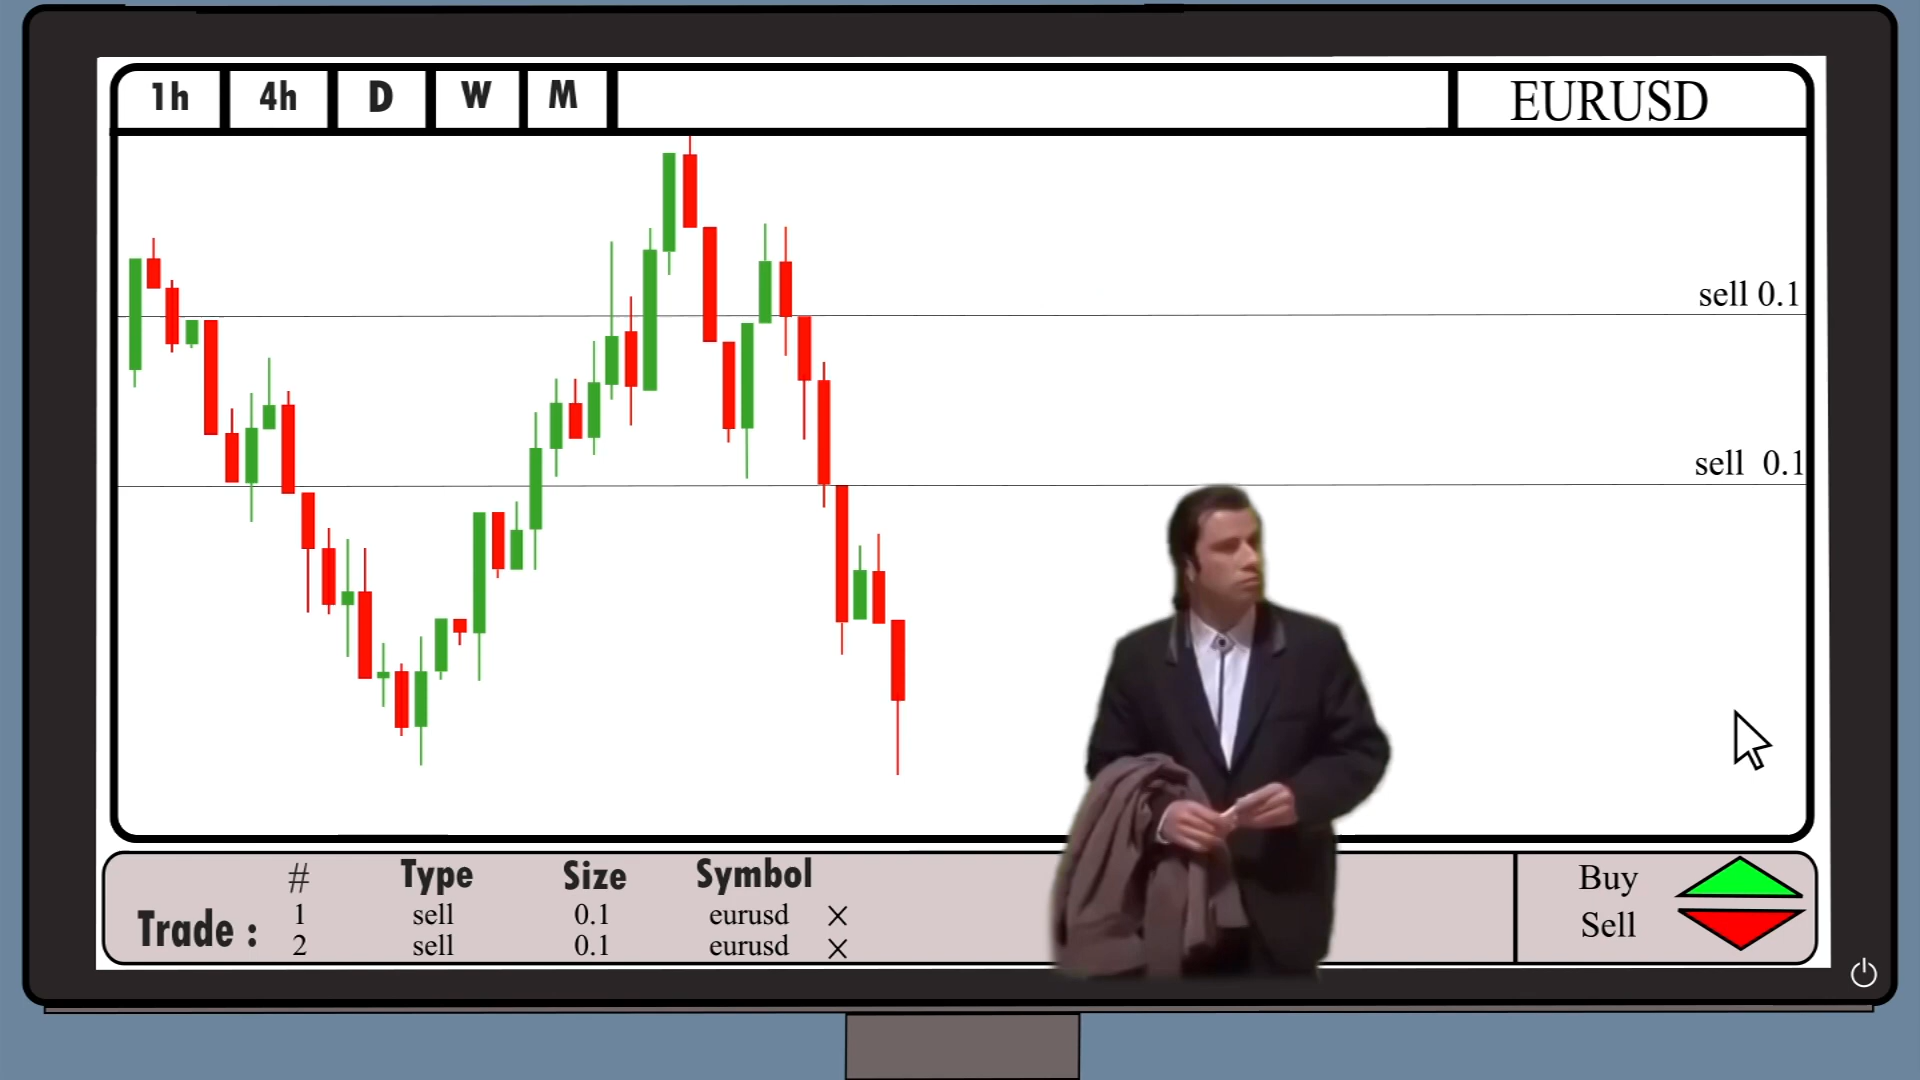 1h 4h D W M EURUSD
sell 0.1
sell 0.1
# Type Size Symbol
Trade :
1 sell 0.1 eurusd ×
2 sell 0.1 eurusd ×
Buy
Sell